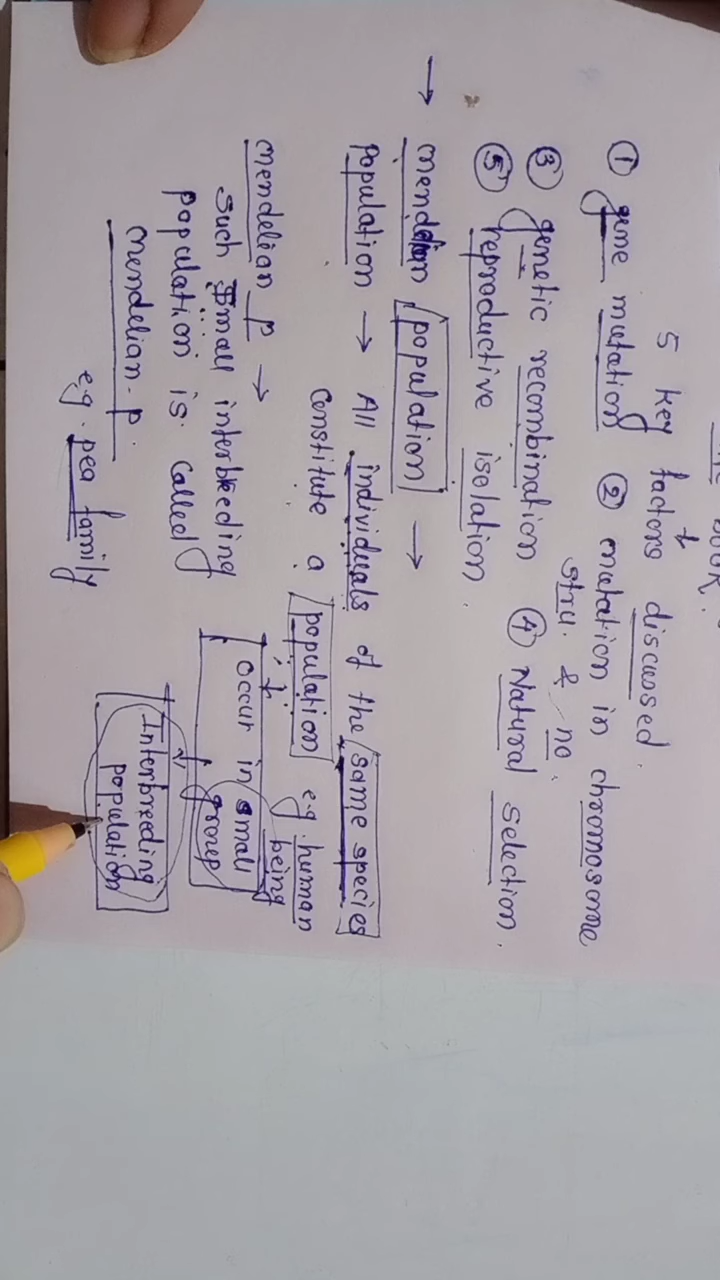 book.
5 key factors discussed.
① gene mutation ② mutation in chromosome
stru. & no.
③ genetic recombination ④ Natural selection.
⑤ reproductive isolation.
→ mendelian population →
population → All individuals of the same species
constitute a population e.g. human
being
mendelian p →
such small interbreeding
population is called
mendelian.p.
e.g. pea family
occur in small
group
Interbreeding
population